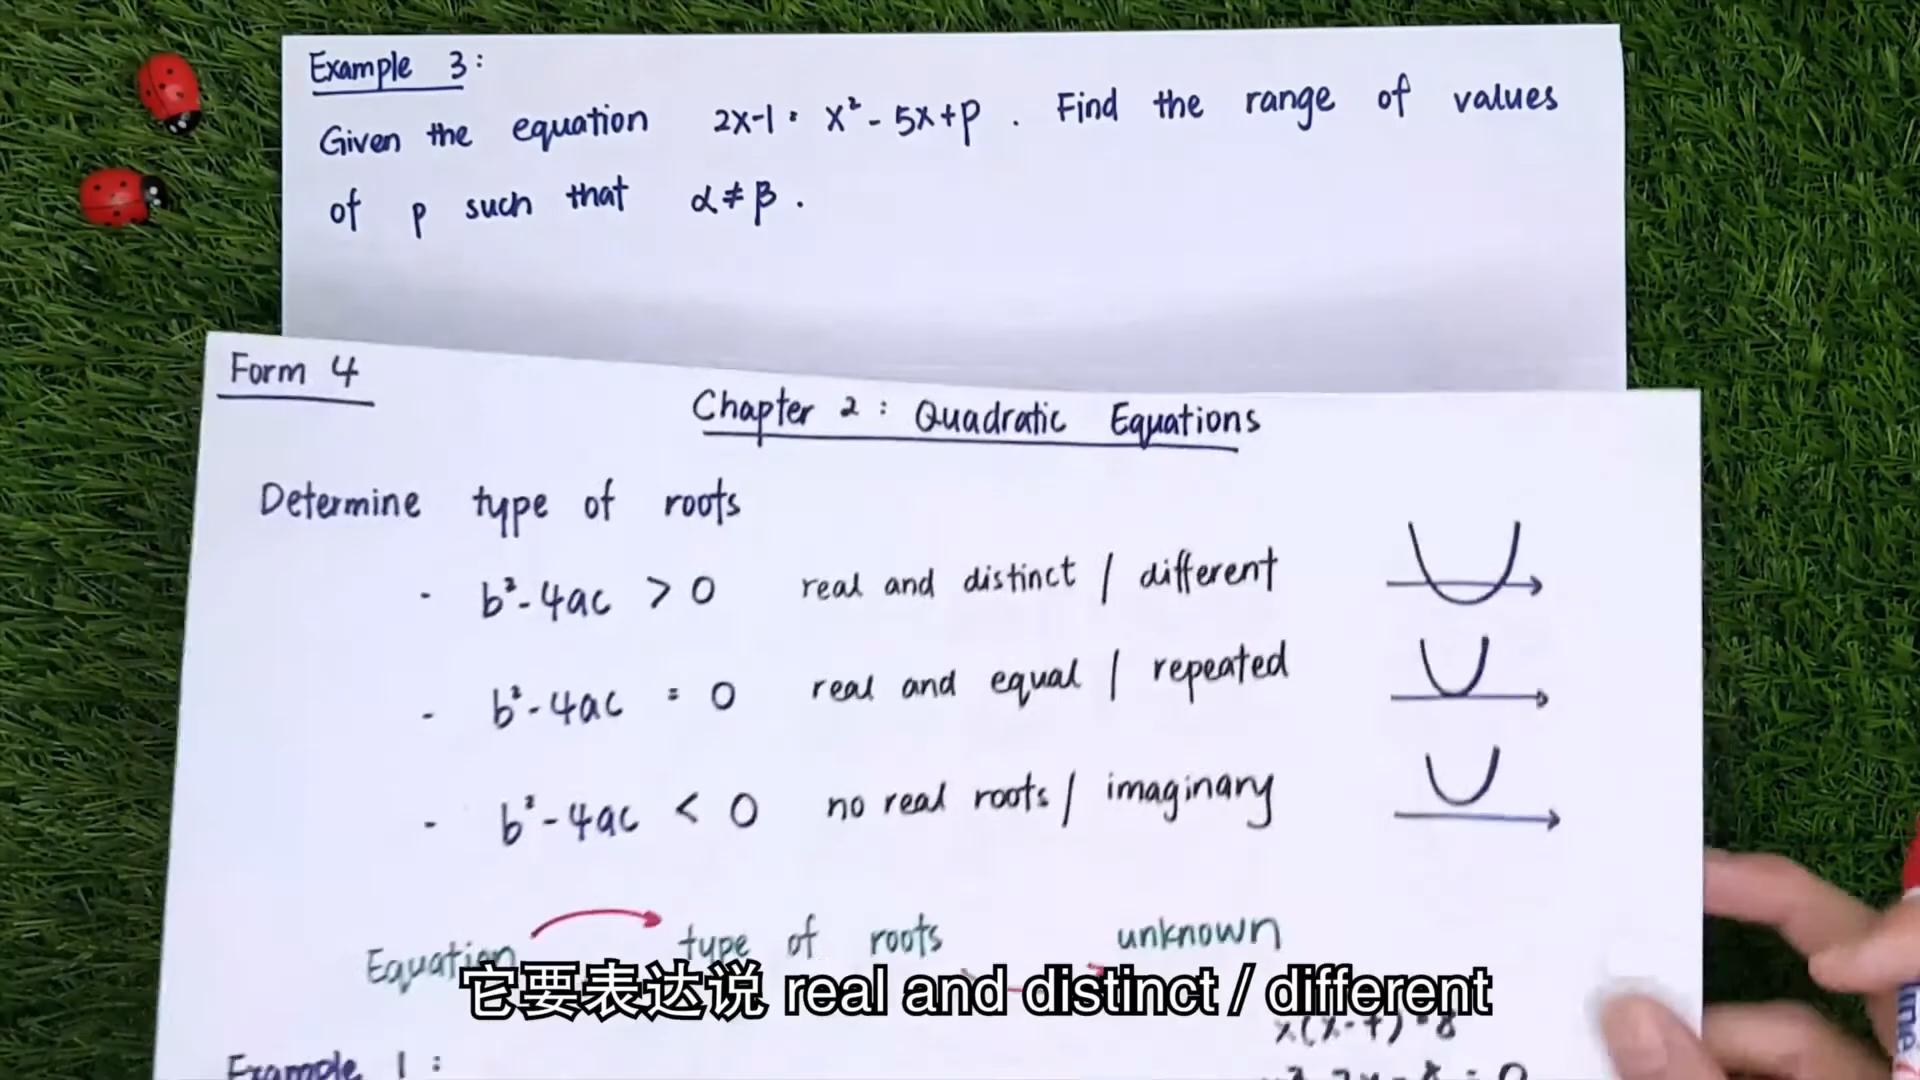 Example 3:
Given the equation 2x-1 = x² - 5x+p . Find the range of values
of p such that α≠β .
Form 4
Chapter 2 : Quadratic Equations
Determine type of roots
- b²-4ac > 0 real and distinct / different
- b²-4ac = 0 real and equal / repeated
- b²-4ac < 0 no real roots / imaginary
Equation type of roots unknown
它要表达说 real and distinct / different
Example 1 :